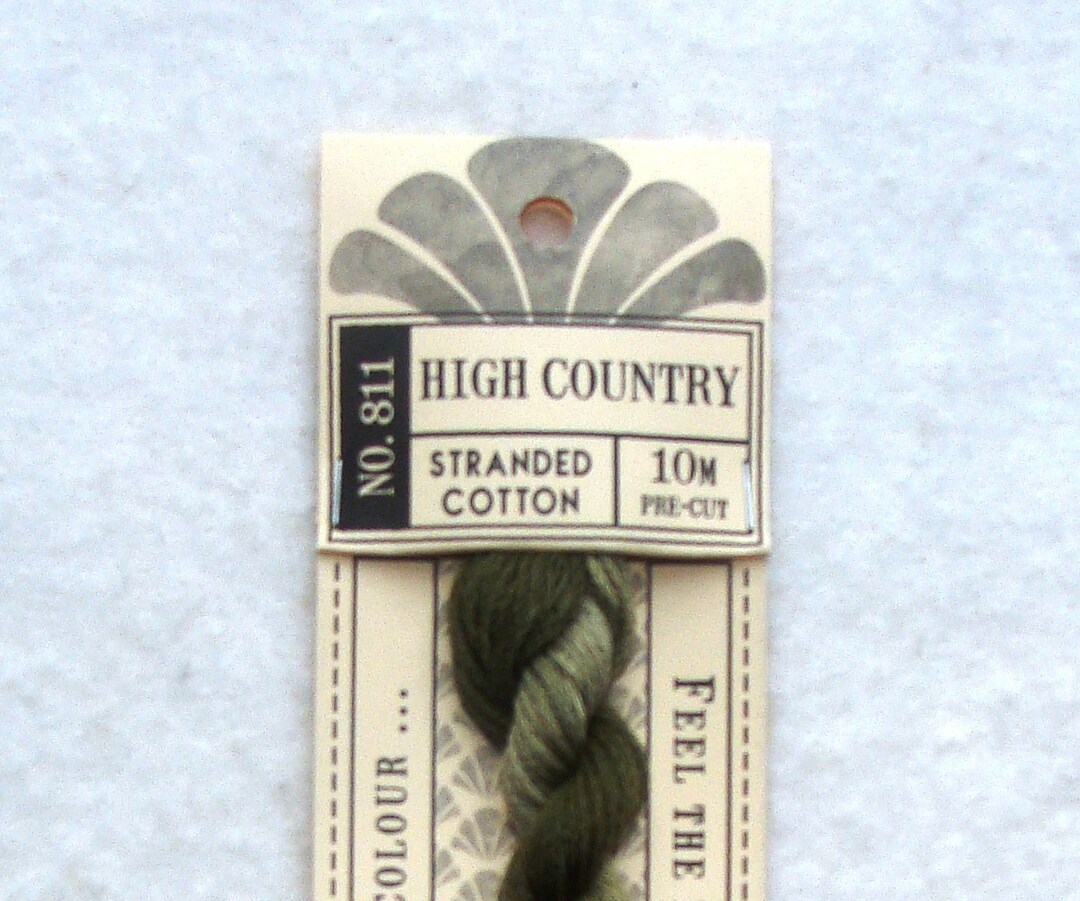 NO. 811
HIGH COUNTRY
STRANDED
COTTON
10M
PRE-CUT
COLOUR ...
FEEL THE